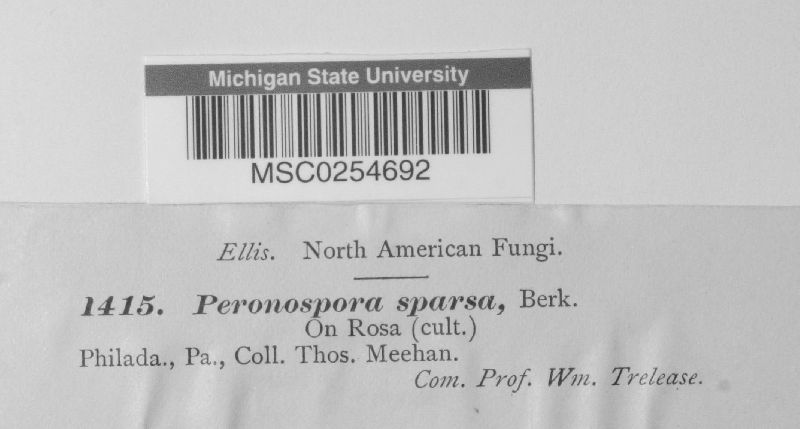 Michigan State University
MSC0254692
Ellis. North American Fungi.
1415. Peronospora sparsa, Berk.
On Rosa (cult.)
Philada., Pa., Coll. Thos. Meehan.
Com. Prof. Wm. Trelease.